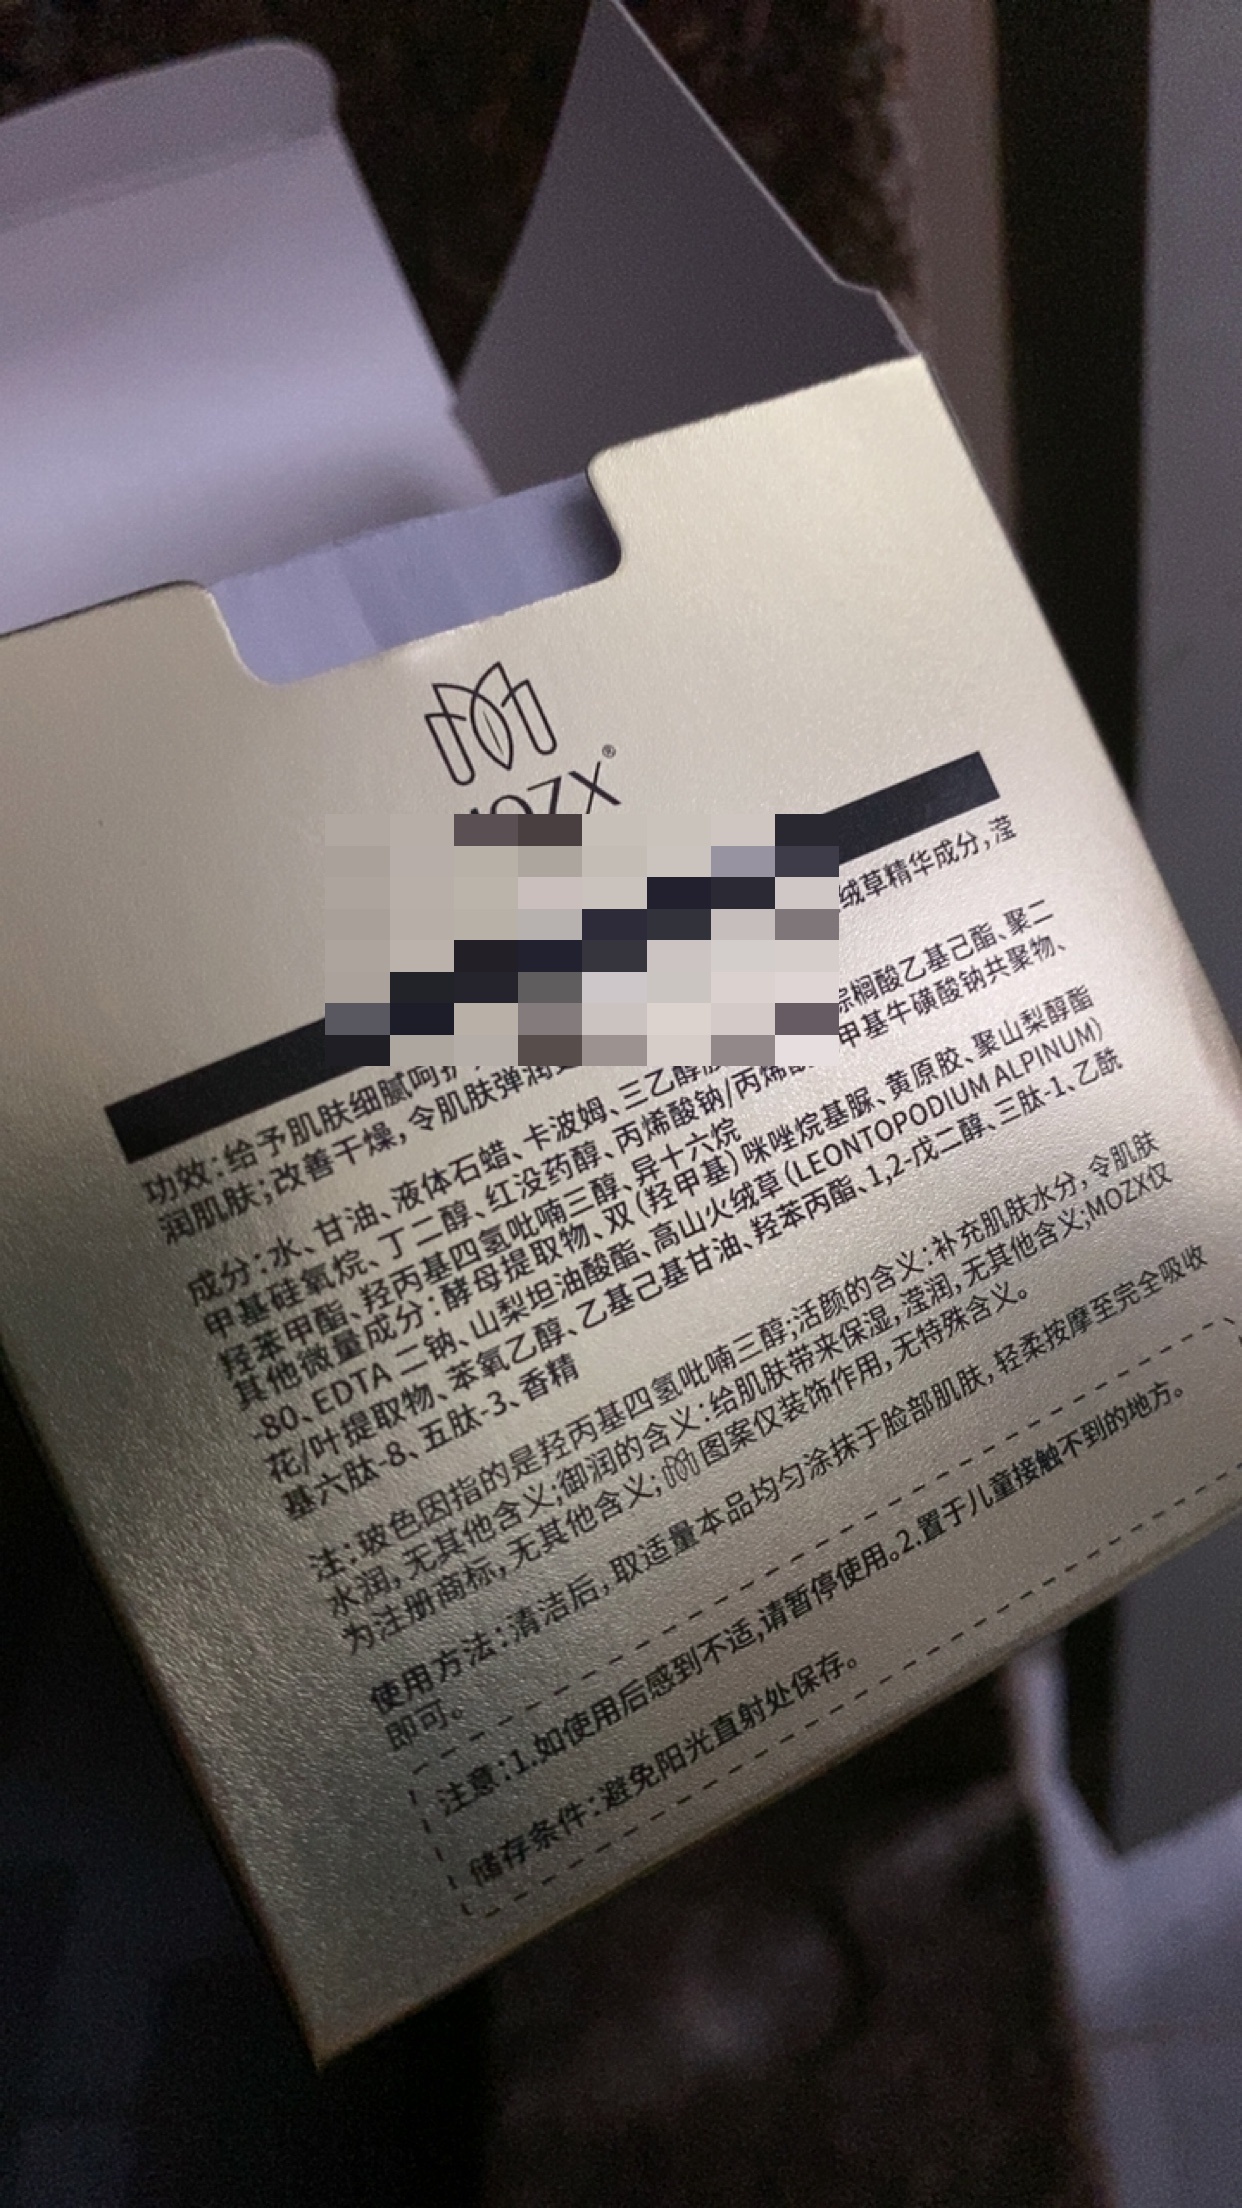 MOZX®
功效:给予肌肤细腻呵护 绒草精华成分,滢
润肌肤;改善干燥,令肌肤弹润
成分:水、甘油、液体石蜡、卡波姆、三乙醇胺 棕榈酸乙基己酯、聚二
甲基硅氧烷、丁二醇、红没药醇、丙烯酸钠/丙烯酰 甲基牛磺酸钠共聚物、
羟苯甲酯、羟丙基四氢吡喃三醇、异十六烷
其他微量成分:酵母提取物、双(羟甲基)咪唑烷基脲、黄原胶、聚山梨醇酯
-80、EDTA 二钠、山梨坦油酸酯、高山火绒草(LEONTOPODIUM ALPINUM)
花/叶提取物、苯氧乙醇、乙基己基甘油、羟苯丙酯、1,2-戊二醇、三肽-1、乙酰
基六肽-8、五肽-3、香精
注:玻色因指的是羟丙基四氢吡喃三醇;活颜的含义:补充肌肤水分,令肌肤
水润,无其他含义;御润的含义:给肌肤带来保湿,滢润,无其他含义;MOZX仅
为注册商标,无其他含义;图案仅装饰作用,无特殊含义。
使用方法:清洁后,取适量本品均匀涂抹于脸部肌肤,轻柔按摩至完全吸收
即可。
注意:1.如使用后感到不适,请暂停使用。2.置于儿童接触不到的地方。
储存条件:避免阳光直射处保存。